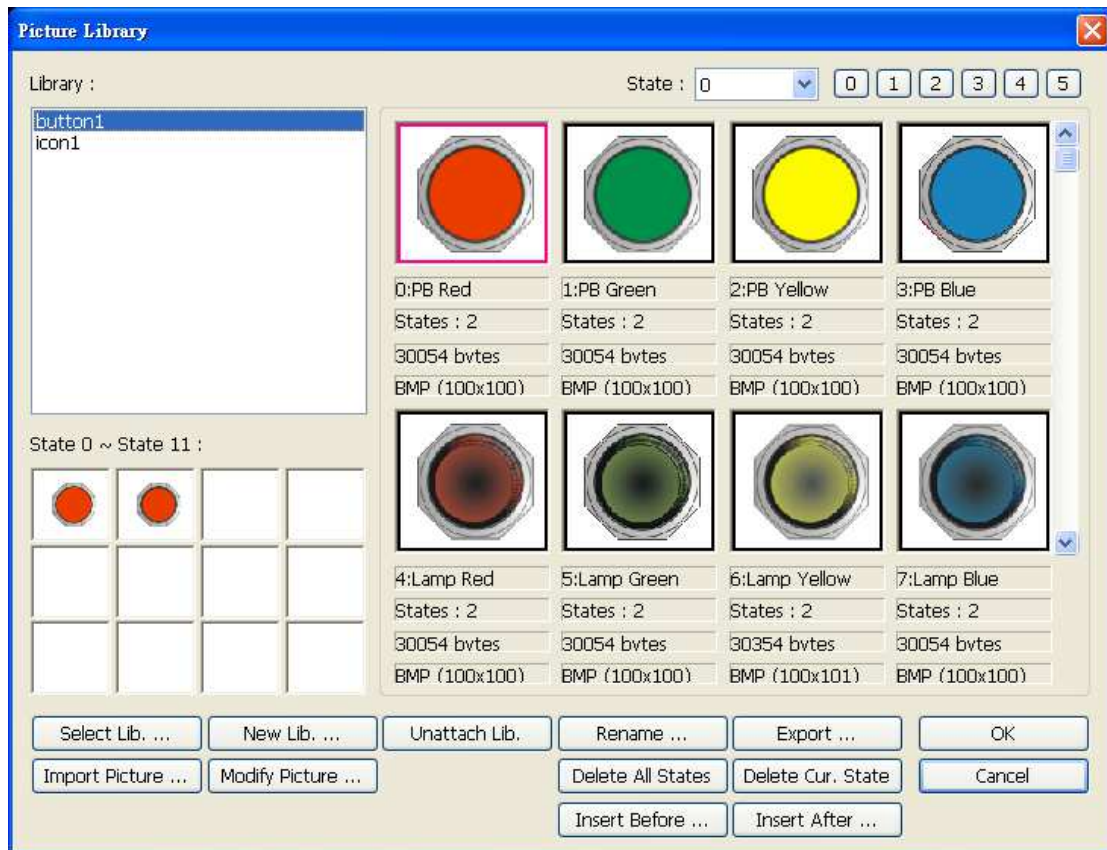 Picture Library
Library :
State : 0 0 1 2 3 4 5
button1
icon1
0:PB Red 1:PB Green 2:PB Yellow 3:PB Blue
States : 2 States : 2 States : 2 States : 2
30054 bytes 30054 bytes 30054 bytes 30054 bytes
BMP (100x100) BMP (100x100) BMP (100x100) BMP (100x100)
State 0 ~ State 11 :
4:Lamp Red 5:Lamp Green 6:Lamp Yellow 7:Lamp Blue
States : 2 States : 2 States : 2 States : 2
30054 bytes 30054 bytes 30354 bytes 30054 bytes
BMP (100x100) BMP (100x100) BMP (100x101) BMP (100x100)
Select Lib. ... New Lib. ... Unattach Lib. Rename ... Export ... OK
Import Picture ... Modify Picture ... Delete All States Delete Cur. State Cancel
Insert Before ... Insert After ...